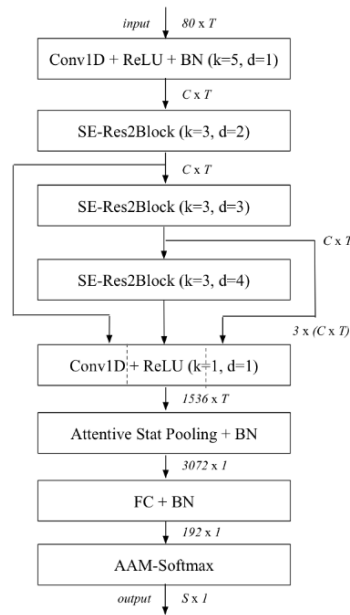 input 80 x T
Conv1D + ReLU + BN (k=5, d=1)
C x T
SE-Res2Block (k=3, d=2)
C x T
SE-Res2Block (k=3, d=3)
C x T
SE-Res2Block (k=3, d=4)
3 x (C x T)
Conv1D + ReLU (k=1, d=1)
1536 x T
Attentive Stat Pooling + BN
3072 x 1
FC + BN
192 x 1
AAM-Softmax
output S x 1